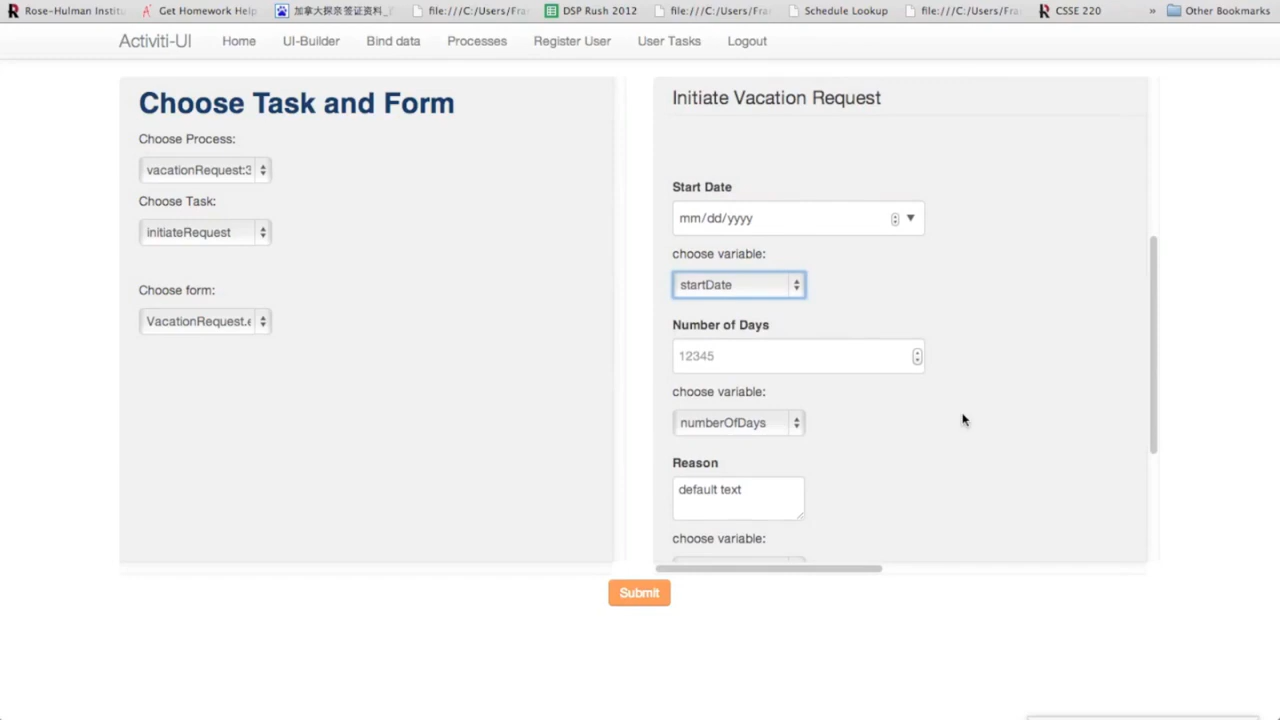 Rose-Hulman Institu
Get Homework Help
加拿大探亲签证资料_
file:///C:/Users/Fra
DSP Rush 2012
file:///C:/Users/Fra
Schedule Lookup
file:///C:/Users/Fra
CSSE 220
»
Other Bookmarks
Activiti-UI
Home
UI-Builder
Bind data
Processes
Register User
User Tasks
Logout
Choose Task and Form
Choose Process:
vacationRequest:3
Choose Task:
initiateRequest
Choose form:
VacationRequest.e
Initiate Vacation Request
Start Date
mm/dd/yyyy
choose variable:
startDate
Number of Days
12345
choose variable:
numberOfDays
Reason
default text
choose variable:
Submit